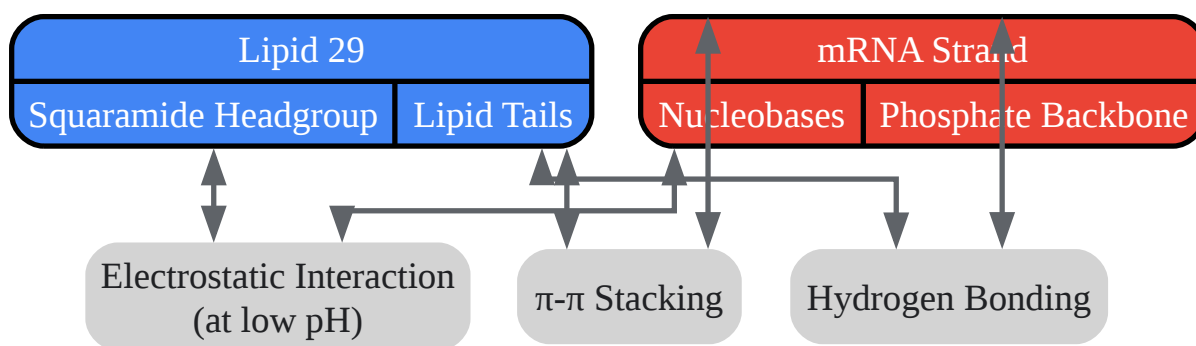 Lipid 29
mRNA Strand
Squaramide Headgroup
Lipid Tails
Nucleobases
Phosphate Backbone
Electrostatic Interaction
(at low pH)
π-π Stacking
Hydrogen Bonding